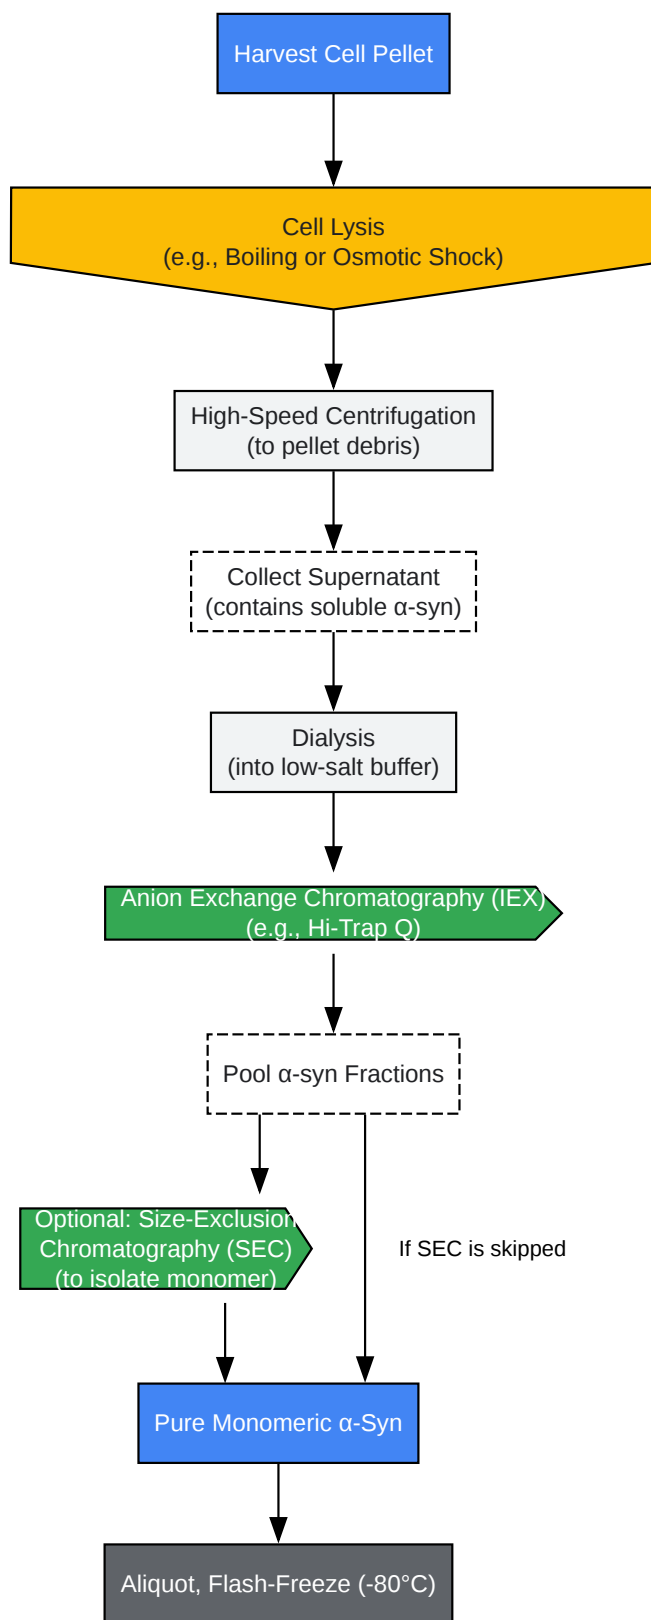 Harvest Cell Pellet
Cell Lysis
(e.g., Boiling or Osmotic Shock)
High-Speed Centrifugation
(to pellet debris)
Collect Supernatant
(contains soluble α-syn)
Dialysis
(into low-salt buffer)
Anion Exchange Chromatography (IEX)
(e.g., Hi-Trap Q)
Pool α-syn Fractions
Optional: Size-Exclusion
Chromatography (SEC)
(to isolate monomer)
If SEC is skipped
Pure Monomeric α-Syn
Aliquot, Flash-Freeze (-80°C)